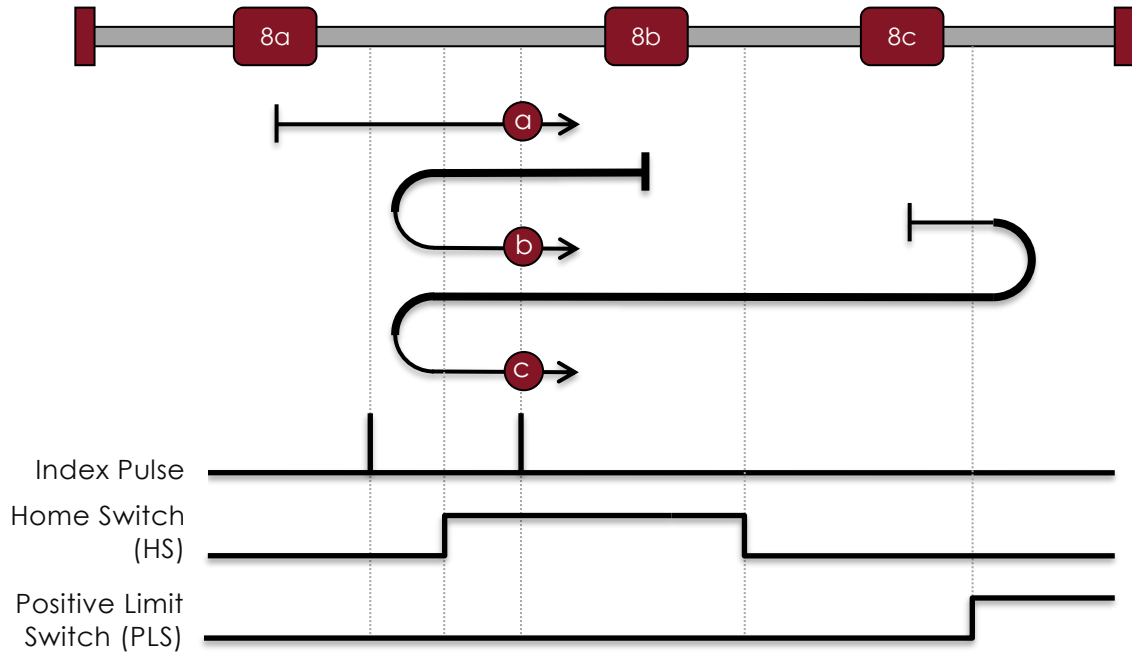 8a
8b
8c
a
b
c
Index Pulse
Home Switch
(HS)
Positive Limit
Switch (PLS)